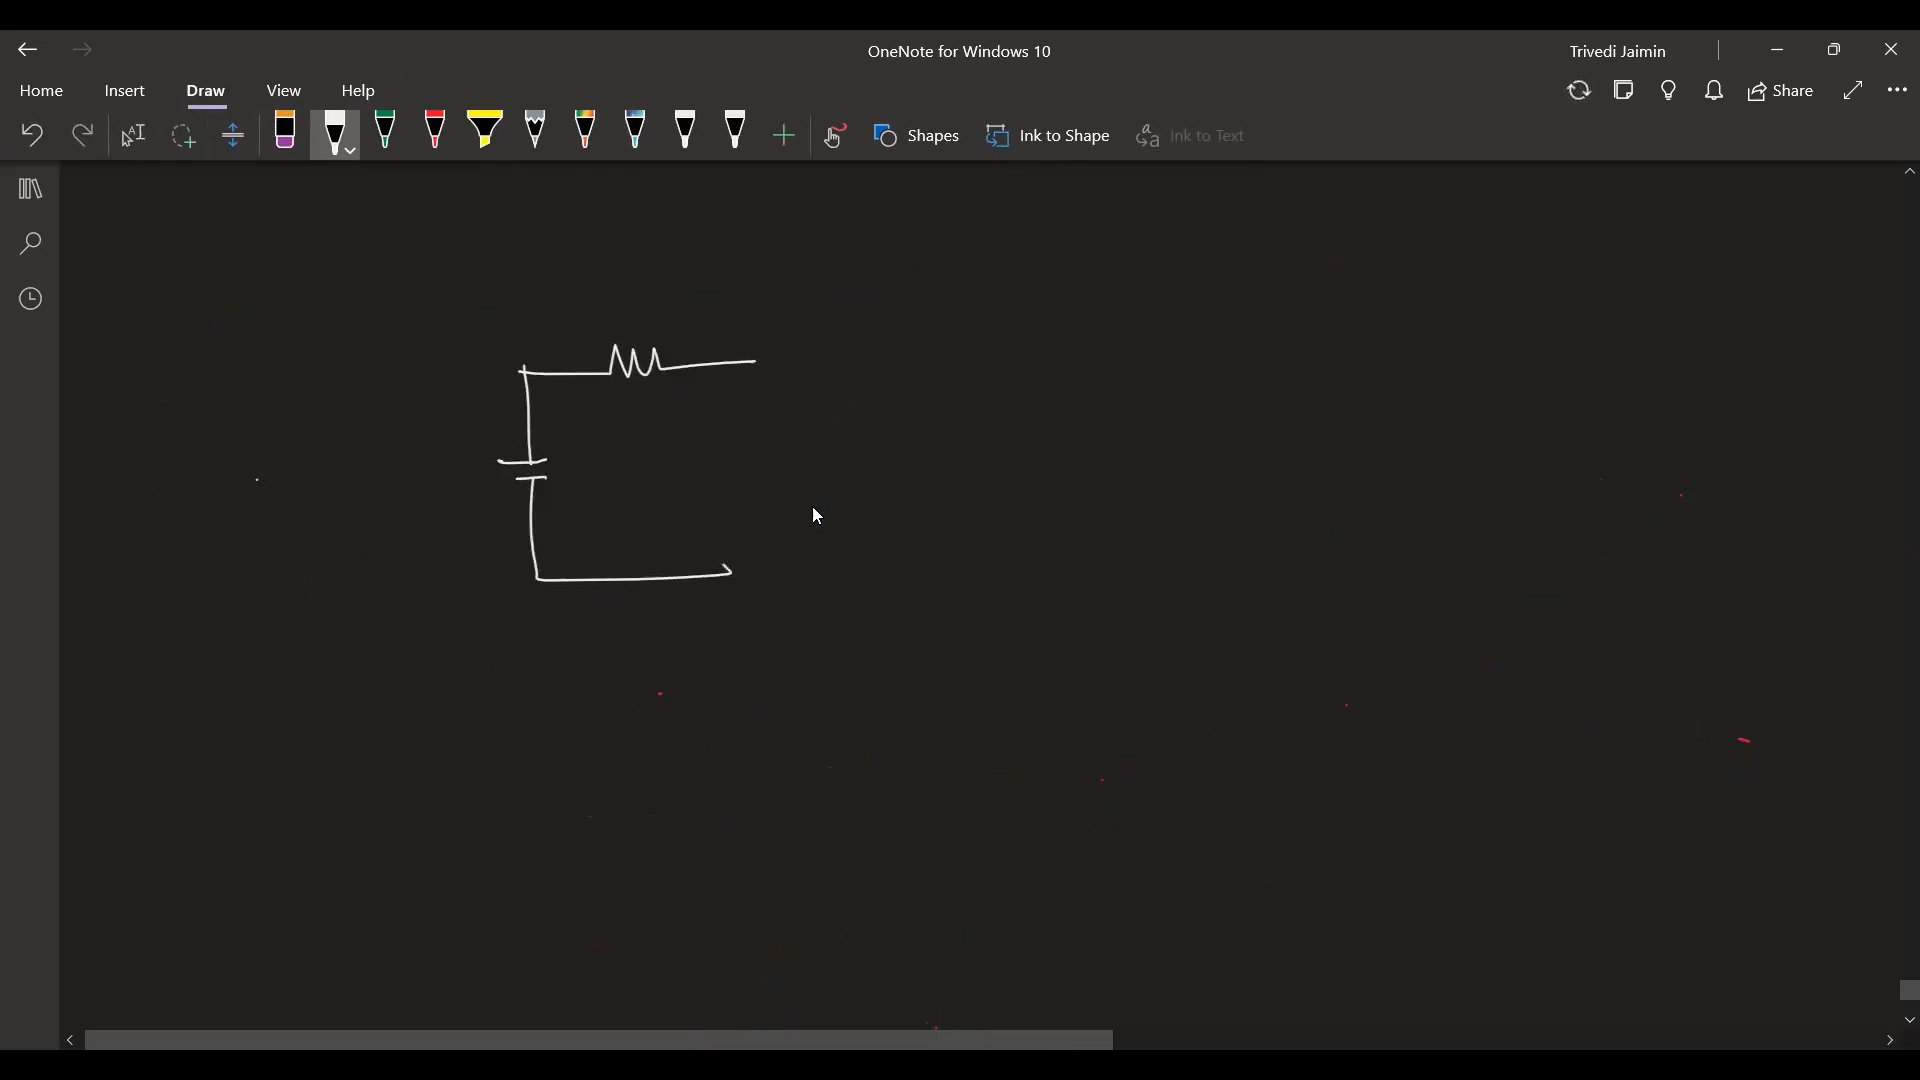 OneNote for Windows 10
Trivedi Jaimin
Home Insert Draw View Help
Share
Shapes Ink to Shape Ink to Text